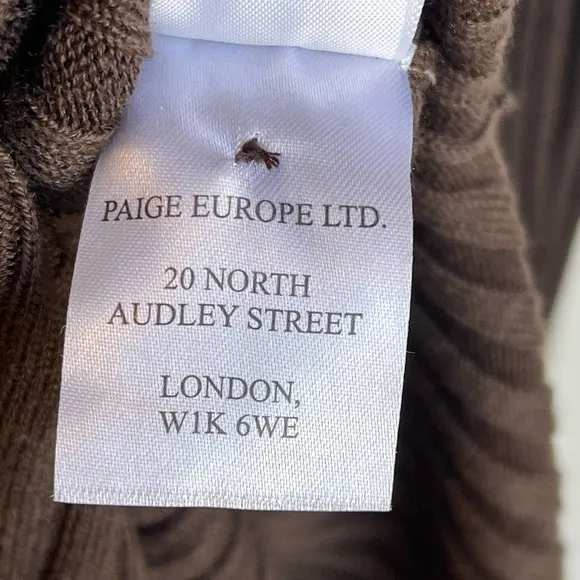 PAIGE EUROPE LTD.
20 NORTH
AUDLEY STREET
LONDON,
W1K 6WE